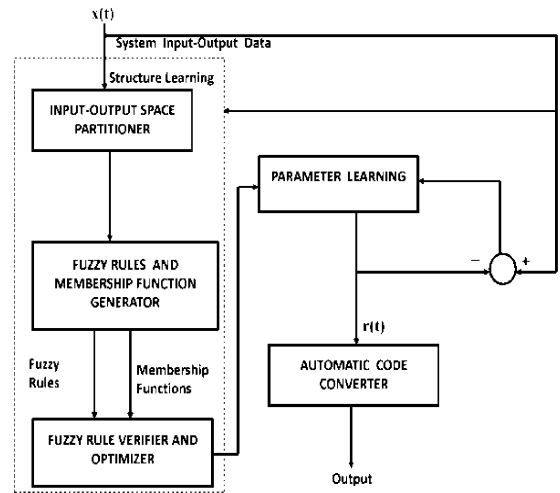 x(t)
System Input-Output Data
Structure Learning
INPUT-OUTPUT SPACE
PARTITIONER
PARAMETER LEARNING
− +
FUZZY RULES AND
MEMBERSHIP FUNCTION
GENERATOR
r(t)
Fuzzy
Rules
Membership
Functions
AUTOMATIC CODE
CONVERTER
FUZZY RULE VERIFIER AND
OPTIMIZER
Output